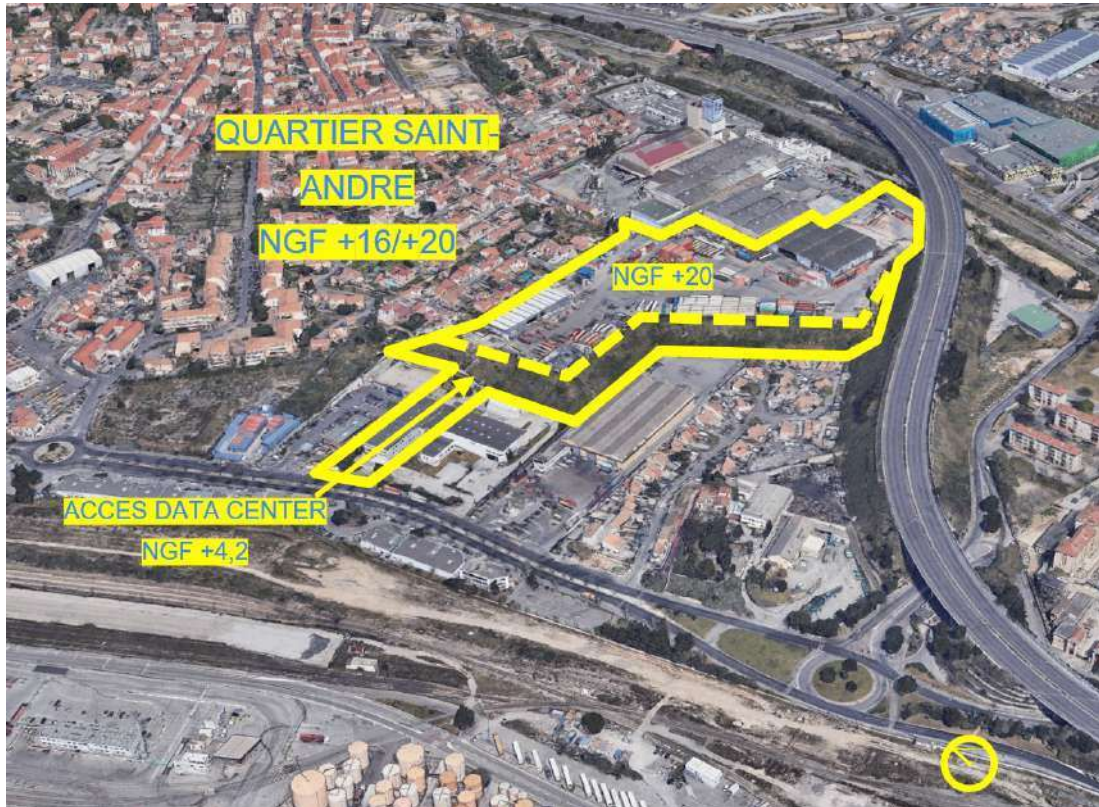 QUARTIER SAINT-
ANDRE
NGF +16/+20
NGF +20
ACCES DATA CENTER
NGF +4,2